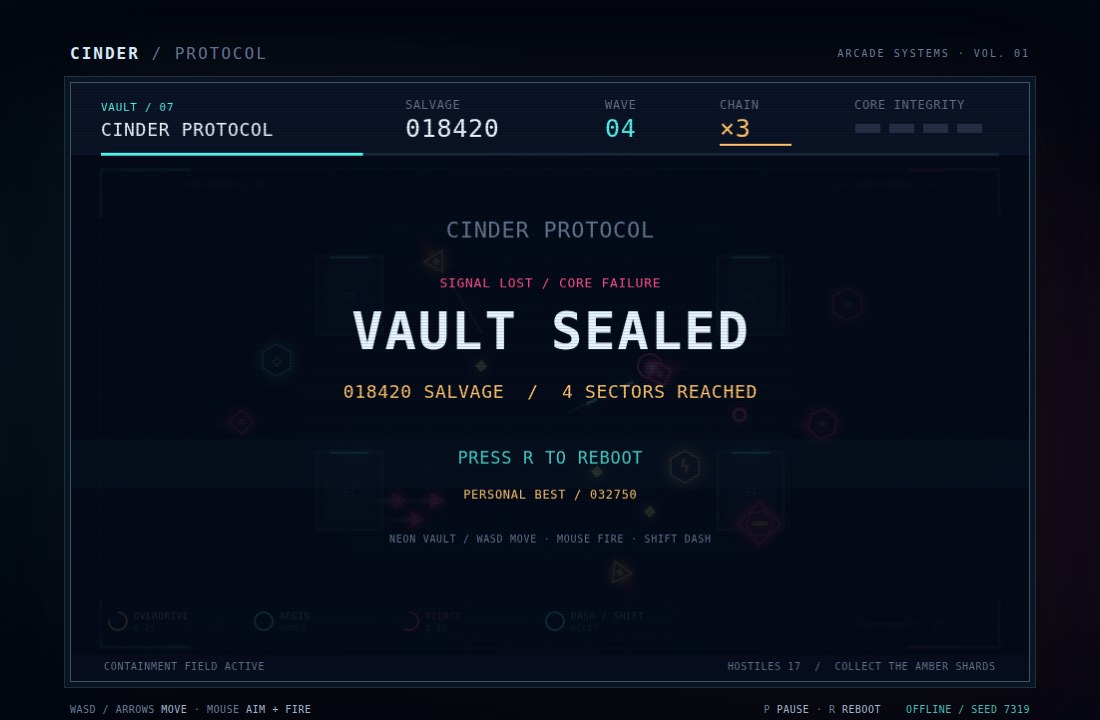 CINDER / PROTOCOL
ARCADE SYSTEMS · VOL. 01
VAULT / 07
CINDER PROTOCOL
SALVAGE
018420
WAVE
04
CHAIN
×3
CORE INTEGRITY
CINDER PROTOCOL
SIGNAL LOST / CORE FAILURE
VAULT SEALED
018420 SALVAGE / 4 SECTORS REACHED
PRESS R TO REBOOT
PERSONAL BEST / 032750
NEON VAULT / WASD MOVE · MOUSE FIRE · SHIFT DASH
OVERDRIVE
AEGIS
PIERCE
DASH / SHIFT
READY
CONTAINMENT FIELD ACTIVE
HOSTILES 17 / COLLECT THE AMBER SHARDS
WASD / ARROWS MOVE · MOUSE AIM + FIRE
P PAUSE · R REBOOT
OFFLINE / SEED 7319